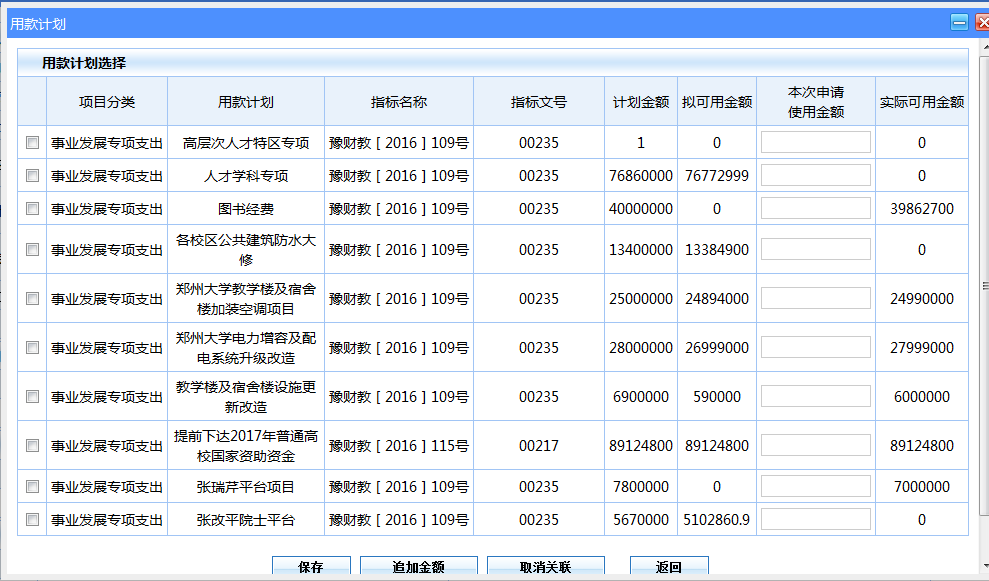 用款计划
用款计划选择
项目分类 用款计划 指标名称 指标文号 计划金额 拟可用金额 本次申请 实际可用金额
使用金额
事业发展专项支出 高层次人才特区专项 豫财教 [ 2016 ] 109号 00235 1 0 0
事业发展专项支出 人才学科专项 豫财教 [ 2016 ] 109号 00235 76860000 76772999 0
事业发展专项支出 图书经费 豫财教 [ 2016 ] 109号 00235 40000000 0 39862700
事业发展专项支出 各校区公共建筑防水大 豫财教 [ 2016 ] 109号 00235 13400000 13384900 0
修
事业发展专项支出 郑州大学教学楼及宿舍 豫财教 [ 2016 ] 109号 00235 25000000 24894000 24990000
楼加装空调项目
事业发展专项支出 郑州大学电力增容及配 豫财教 [ 2016 ] 109号 00235 28000000 26999000 27999000
电系统升级改造
事业发展专项支出 教学楼及宿舍楼设施更 豫财教 [ 2016 ] 109号 00235 6900000 590000 6000000
新改造
事业发展专项支出 提前下达2017年普通高 豫财教 [ 2016 ] 115号 00217 89124800 89124800 89124800
校国家资助资金
事业发展专项支出 张瑞芹平台项目 豫财教 [ 2016 ] 109号 00235 7800000 0 7000000
事业发展专项支出 张改平院士平台 豫财教 [ 2016 ] 109号 00235 5670000 5102860.9 0
保存 追加金额 取消关联 返回